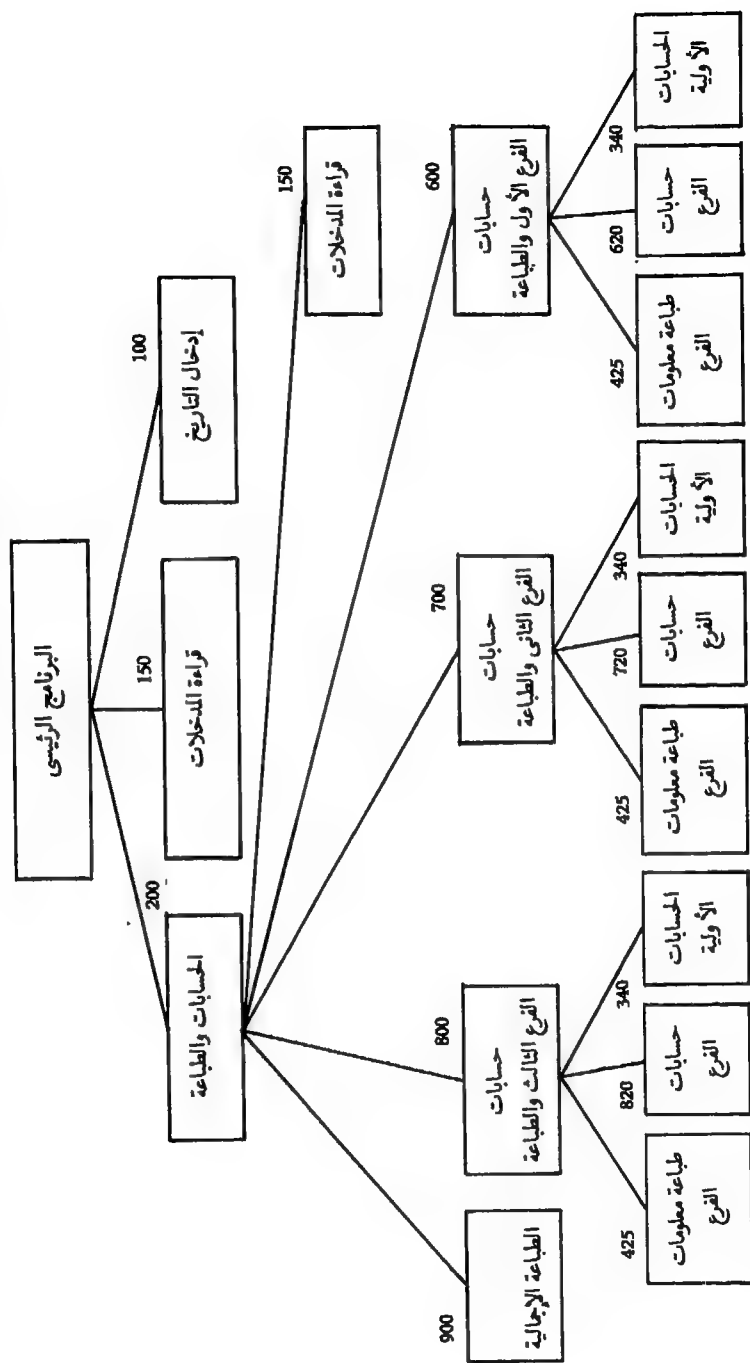 البرنامج الرئيسى
100
إدخال التاريخ
150
قراءة المدخلات
200
الحسابات والطباعة
150
قراءة المدخلات
600
حسابات
الفرع الأول والطباعة
700
حسابات
الفرع الثانى والطباعة
800
حسابات
الفرع الثالث والطباعة
900
الطباعة الإجمالية
340
الحسابات
الأولية
620
حسابات
الفرع
425
طباعة معلومات
الفرع
340
الحسابات
الأولية
720
حسابات
الفرع
425
طباعة معلومات
الفرع
340
الحسابات
الأولية
820
حسابات
الفرع
425
طباعة معلومات
الفرع